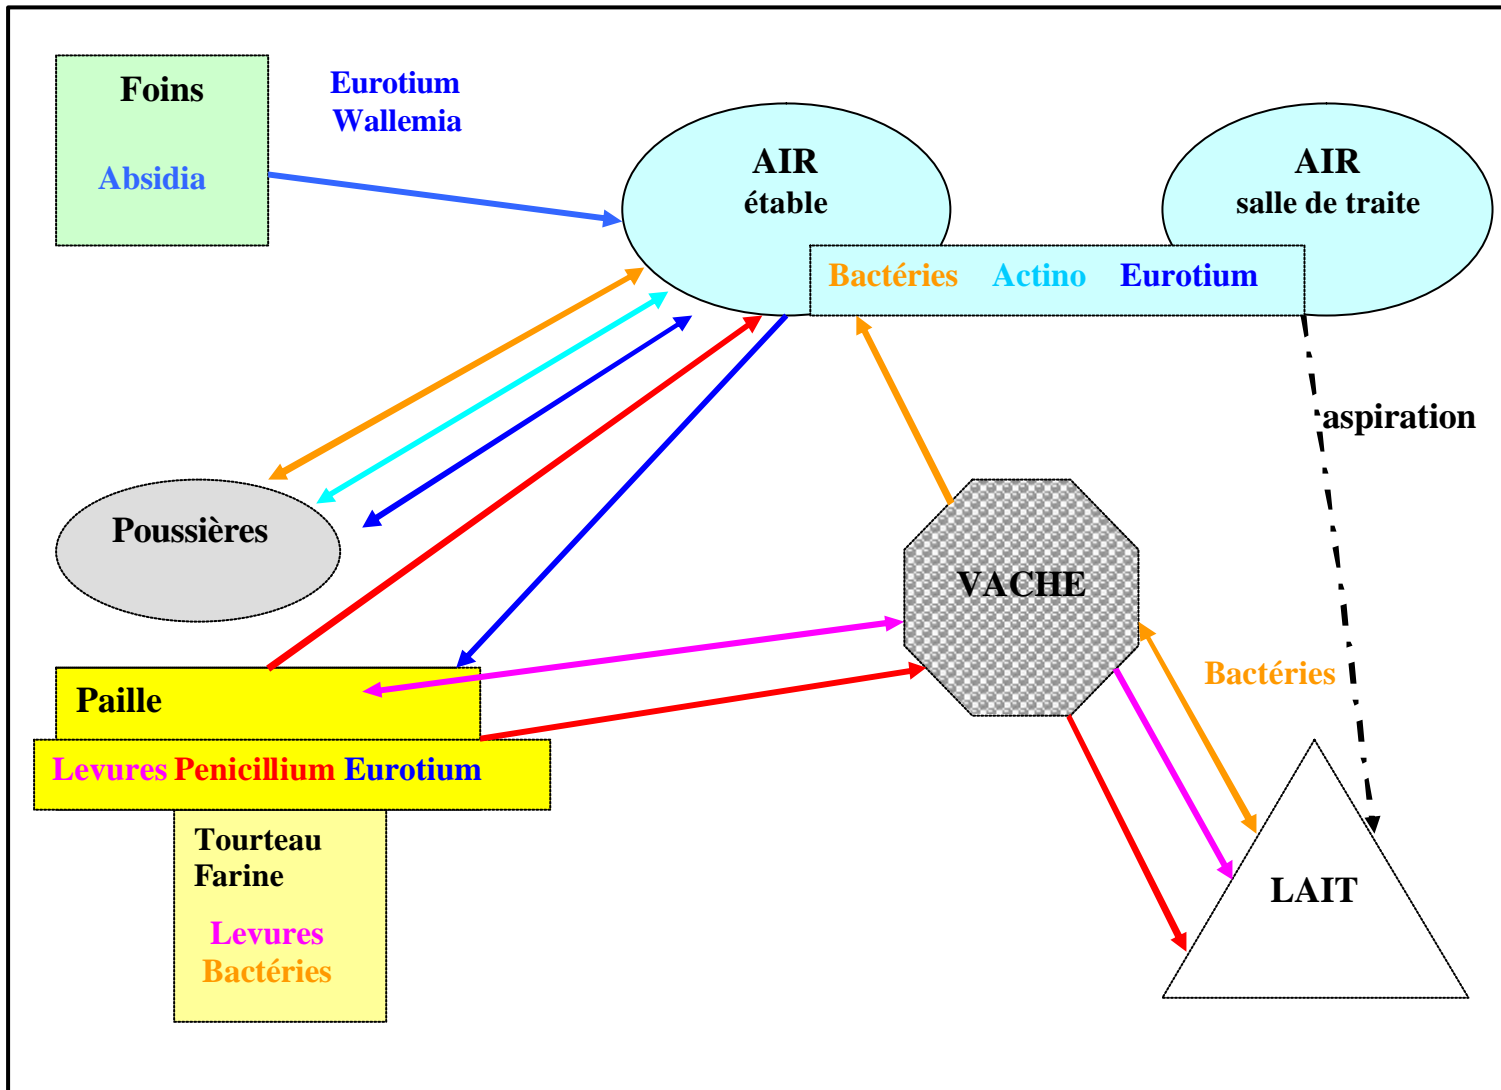 Foins
Absidia
Eurotium
Wallemia
AIR
étable
AIR
salle de traite
Bactéries Actino Eurotium
aspiration
Poussières
VACHE
Bactéries
Paille
Levures Penicillium Eurotium
Tourteau
Farine
Levures
Bactéries
LAIT